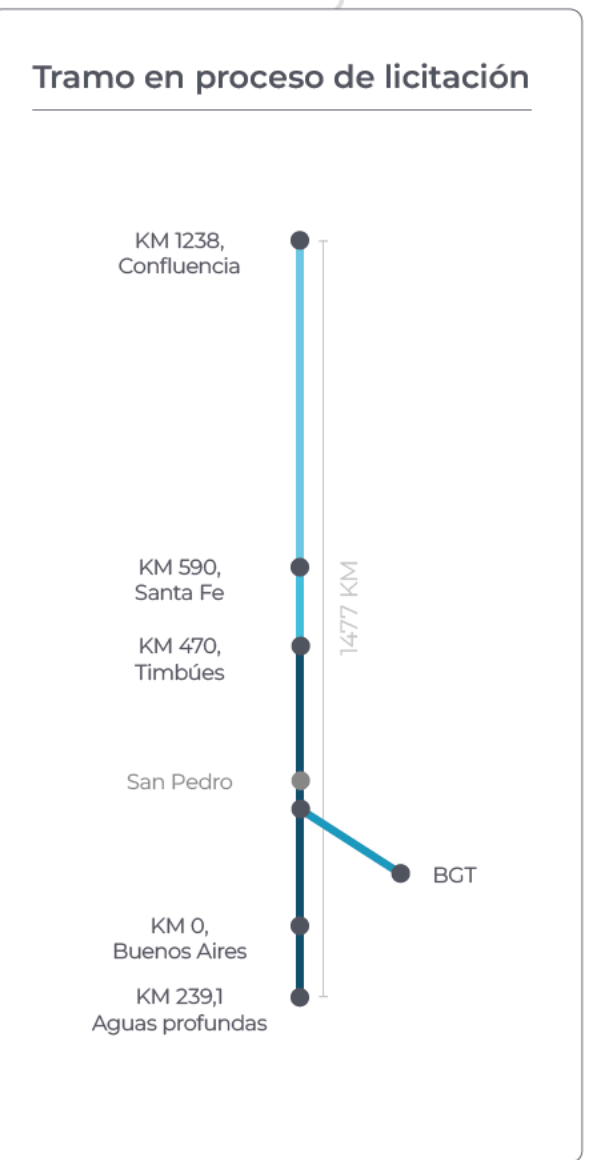 Tramo en proceso de licitación
KM 1238,
Confluencia
KM 590,
Santa Fe
1477 KM
KM 470,
Timbúes
San Pedro
BGT
KM 0,
Buenos Aires
KM 239,1
Aguas profundas